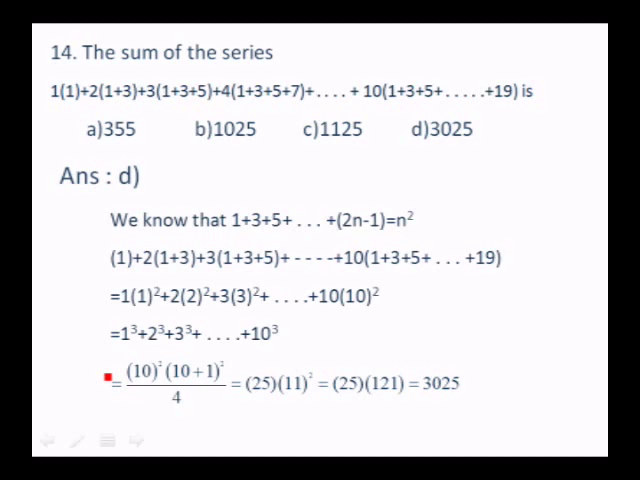 14. The sum of the series
1(1)+2(1+3)+3(1+3+5)+4(1+3+5+7)+. . . . + 10(1+3+5+. . . . .+19) is
a)355 b)1025 c)1125 d)3025
Ans : d)
We know that 1+3+5+ . . . +(2n-1)=n²
(1)+2(1+3)+3(1+3+5)+ - - - -+10(1+3+5+ . . . +19)
=1(1)²+2(2)²+3(3)²+ . . . .+10(10)²
=1³+2³+3³+ . . . .+10³
= (10)²(10+1)² / 4 = (25)(11)² = (25)(121) = 3025